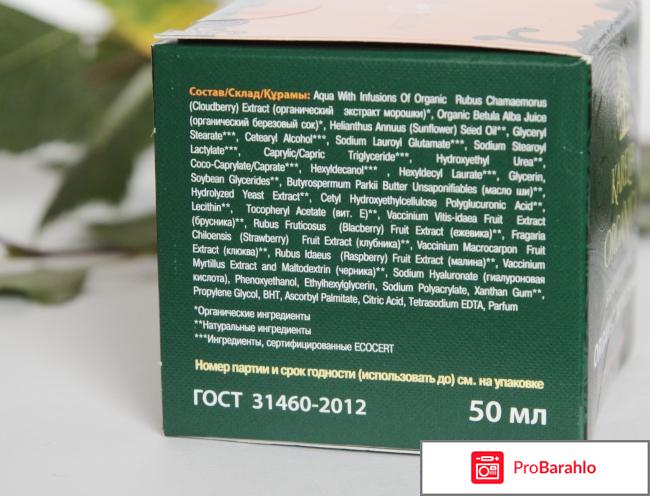 Состав/Склад/Құрамы: Aqua With Infusions Of Organic Rubus Chamaemorus
(Cloudberry) Extract (органический экстракт морошки)*, Organic Betula Alba Juice
(органический березовый сок)*, Helianthus Annuus (Sunflower) Seed Oil**, Glyceryl
Stearate***, Cetearyl Alcohol***, Sodium Lauroyl Glutamate***, Sodium Stearoyl
Lactylate***, Caprylic/Capric Triglyceride***, Hydroxyethyl Urea**,
Coco-Caprylate/Caprate***, Hexyldecanol*** , Hexyldecyl Laurate***, Glycerin,
Soybean Glycerides**, Butyrospermum Parkii Butter Unsaponifiables (масло ши)**,
Hydrolyzed Yeast Extract**, Cetyl Hydroxyethylcellulose Polyglucuronic Acid**,
Lecithin**, Tocopheryl Acetate (вит. Е)**, Vaccinium Vitis-idaea Fruit Extract
(брусника)**, Rubus Fruticosus (Blacberry) Fruit Extract (ежевика)**, Fragaria
Chiloensis (Strawberry) Fruit Extract (клубника)**, Vaccinium Macrocarpon Fruit
Extract (клюква)**, Rubus Idaeus (Raspberry) Fruit Extract (малина)**, Vaccinium
Myrtillus Extract and Maltodextrin (черника)**, Sodium Hyaluronate (гиалуроновая
кислота), Phenoxyethanol, Ethylhexylglycerin, Sodium Polyacrylate, Xanthan Gum**,
Propylene Glycol, BHT, Ascorbyl Palmitate, Citric Acid, Tetrasodium EDTA, Parfum
*Органические ингредиенты
**Натуральные ингредиенты
***Ингредиенты, сертифицированные ECOCERT
Номер партии и срок годности (использовать до) см. на упаковке
ГОСТ 31460-2012
50 мл
ProBarahlo